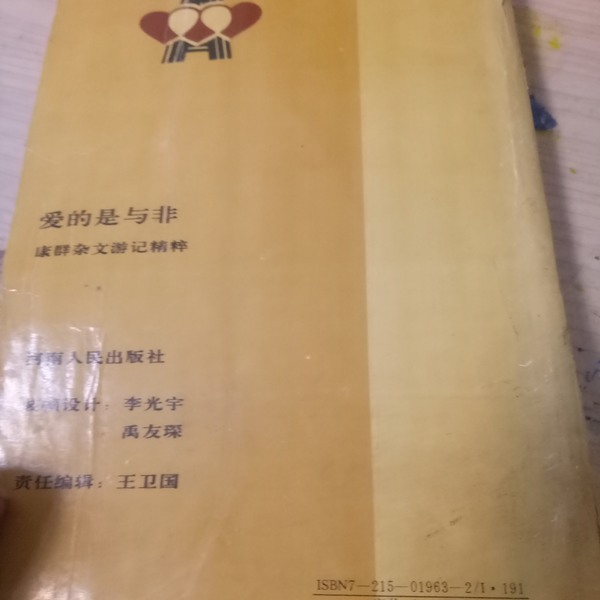 爱的是与非
康群杂文游记精粹
河南人民出版社
设计：李光宇
禹友琛
责任编辑：王卫国
ISBN7—215—01963—2/I·191